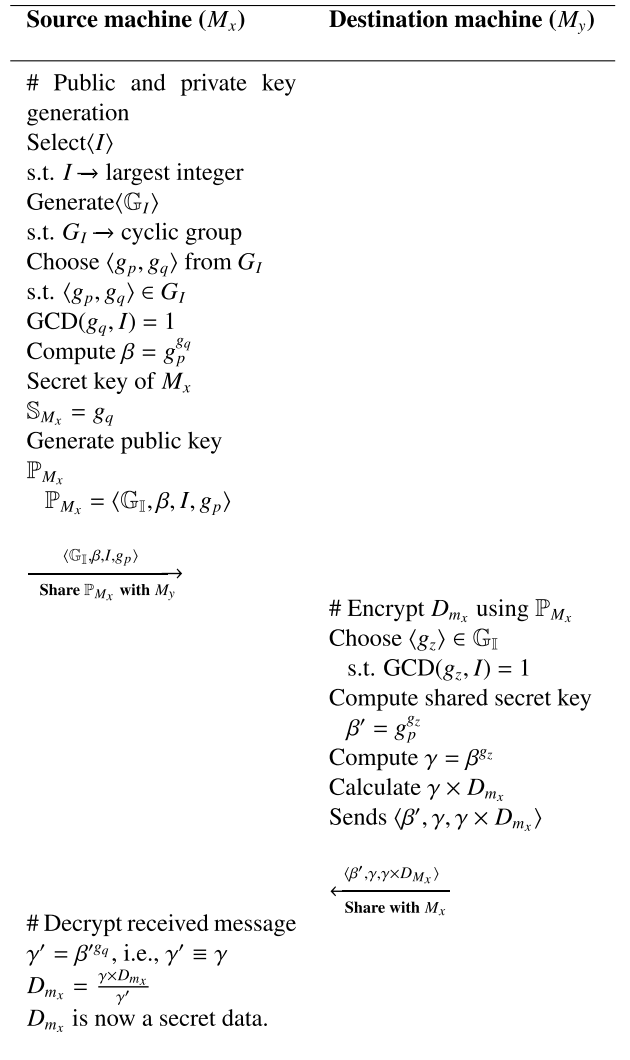 Source machine (Mₓ) Destination machine (M_y)
# Public and private key
generation
Select⟨I⟩
s.t. I → largest integer
Generate⟨𝔾_I⟩
s.t. G_I → cyclic group
Choose ⟨g_p, g_q⟩ from G_I
s.t. ⟨g_p, g_q⟩ ∈ G_I
GCD(g_q, I) = 1
Compute β = g_p^{g_q}
Secret key of M_x
𝕊_{M_x} = g_q
Generate public key
ℙ_{M_x}
ℙ_{M_x} = ⟨𝔾_𝕀, β, I, g_p⟩
⟨𝔾_𝕀,β,I,g_p⟩
Share ℙ_{M_x} with M_y
# Encrypt D_{m_x} using ℙ_{M_x}
Choose ⟨g_z⟩ ∈ 𝔾_𝕀
s.t. GCD(g_z, I) = 1
Compute shared secret key
β′ = g_p^{g_z}
Compute γ = β^{g_z}
Calculate γ × D_{m_x}
Sends ⟨β′, γ, γ × D_{m_x}⟩
⟨β′,γ,γ×D_{M_x}⟩
Share with M_x
# Decrypt received message
γ′ = β′^{g_q}, i.e., γ′ ≡ γ
D_{m_x} = \frac{γ×D_{m_x}}{γ′}
D_{m_x} is now a secret data.